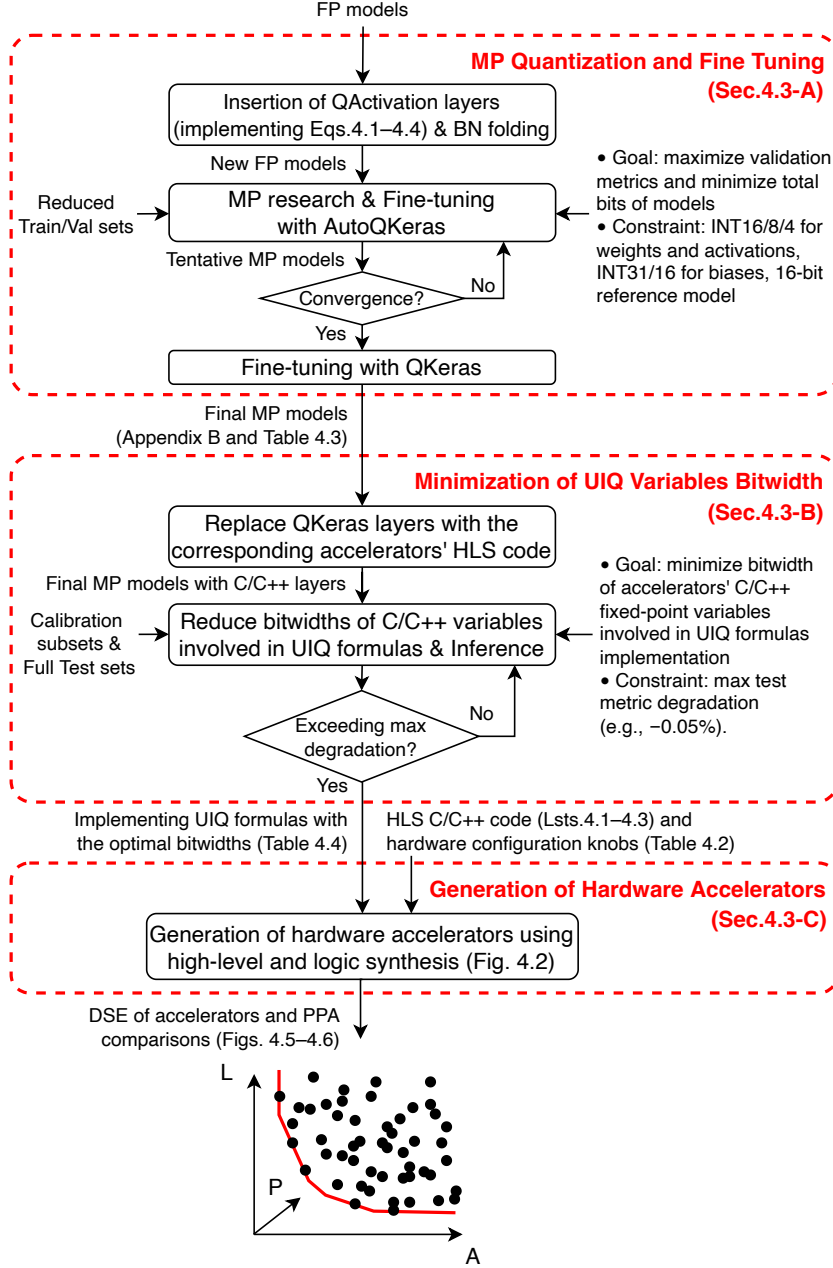 FP models
MP Quantization and Fine Tuning
(Sec.4.3-A)
Insertion of QActivation layers
(implementing Eqs.4.1–4.4) & BN folding
New FP models
Reduced
Train/Val sets
MP research & Fine-tuning
with AutoQKeras
• Goal: maximize validation
metrics and minimize total
bits of models
• Constraint: INT16/8/4 for
weights and activations,
INT31/16 for biases, 16-bit
reference model
Tentative MP models
No
Convergence?
Yes
Fine-tuning with QKeras
Final MP models
(Appendix B and Table 4.3)
Minimization of UIQ Variables Bitwidth
(Sec.4.3-B)
Replace QKeras layers with the
corresponding accelerators' HLS code
Final MP models with C/C++ layers
Calibration
subsets &
Full Test sets
Reduce bitwidths of C/C++ variables
involved in UIQ formulas & Inference
• Goal: minimize bitwidth
of accelerators' C/C++
fixed-point variables
involved in UIQ formulas
implementation
• Constraint: max test
metric degradation
(e.g., −0.05%).
No
Exceeding max
degradation?
Yes
Implementing UIQ formulas with
the optimal bitwidths (Table 4.4)
HLS C/C++ code (Lsts.4.1–4.3) and
hardware configuration knobs (Table 4.2)
Generation of Hardware Accelerators
(Sec.4.3-C)
Generation of hardware accelerators using
high-level and logic synthesis (Fig. 4.2)
DSE of accelerators and PPA
comparisons (Figs. 4.5–4.6)
L
P
A